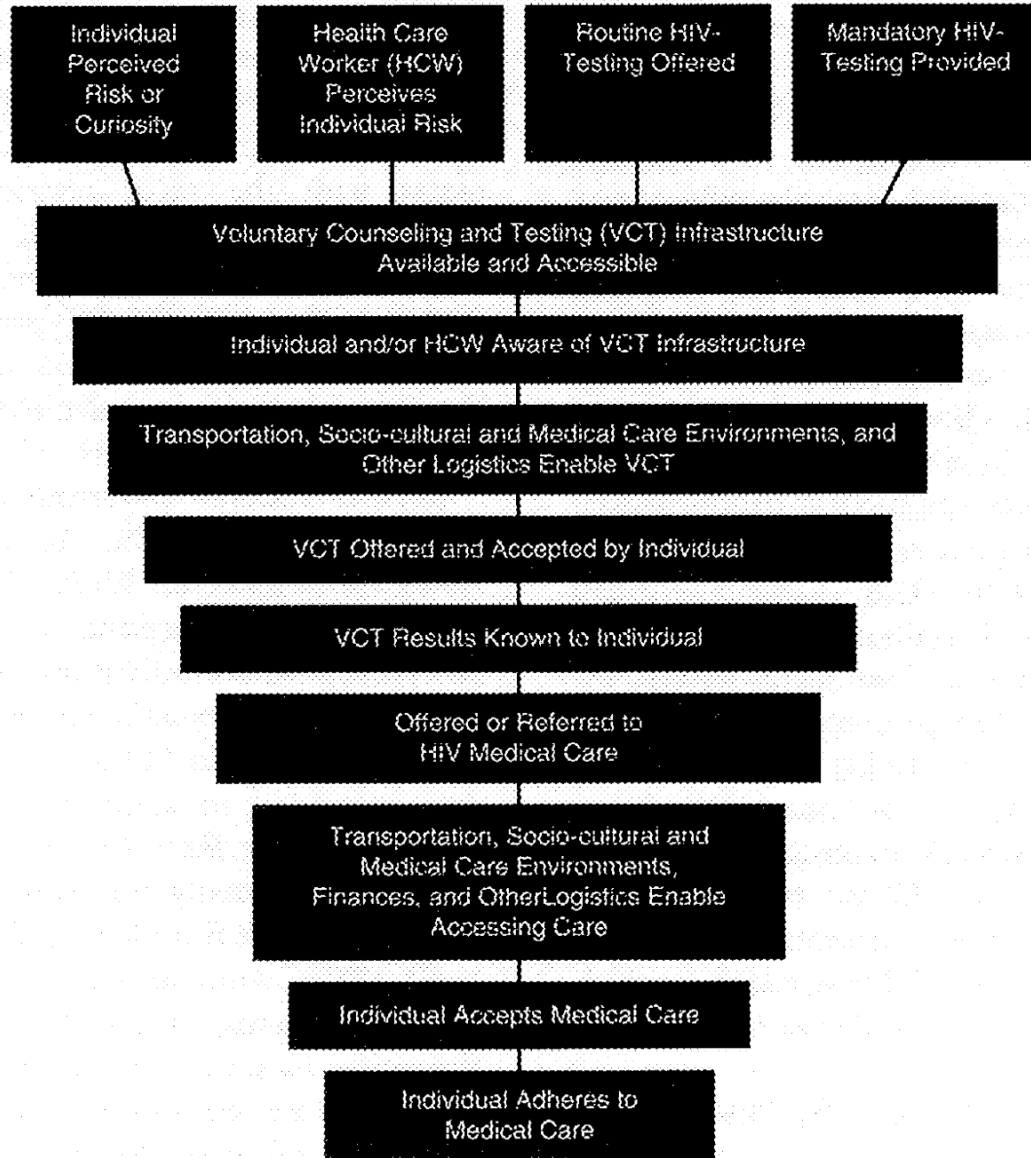 Individual
Perceived
Risk or
Curiosity
Health Care
Worker (HCW)
Perceives
Individual Risk
Routine HIV-
Testing Offered
Mandatory HIV-
Testing Provided
Voluntary Counseling and Testing (VCT) Infrastructure
Available and Accessible
Individual and/or HCW Aware of VCT Infrastructure
Transportation, Socio-cultural and Medical Care Environments, and
Other Logistics Enable VCT
VCT Offered and Accepted by Individual
VCT Results Known to Individual
Offered or Referred to
HIV Medical Care
Transportation, Socio-cultural and
Medical Care Environments,
Finances, and OtherLogistics Enable
Accessing Care
Individual Accepts Medical Care
Individual Adheres to
Medical Care